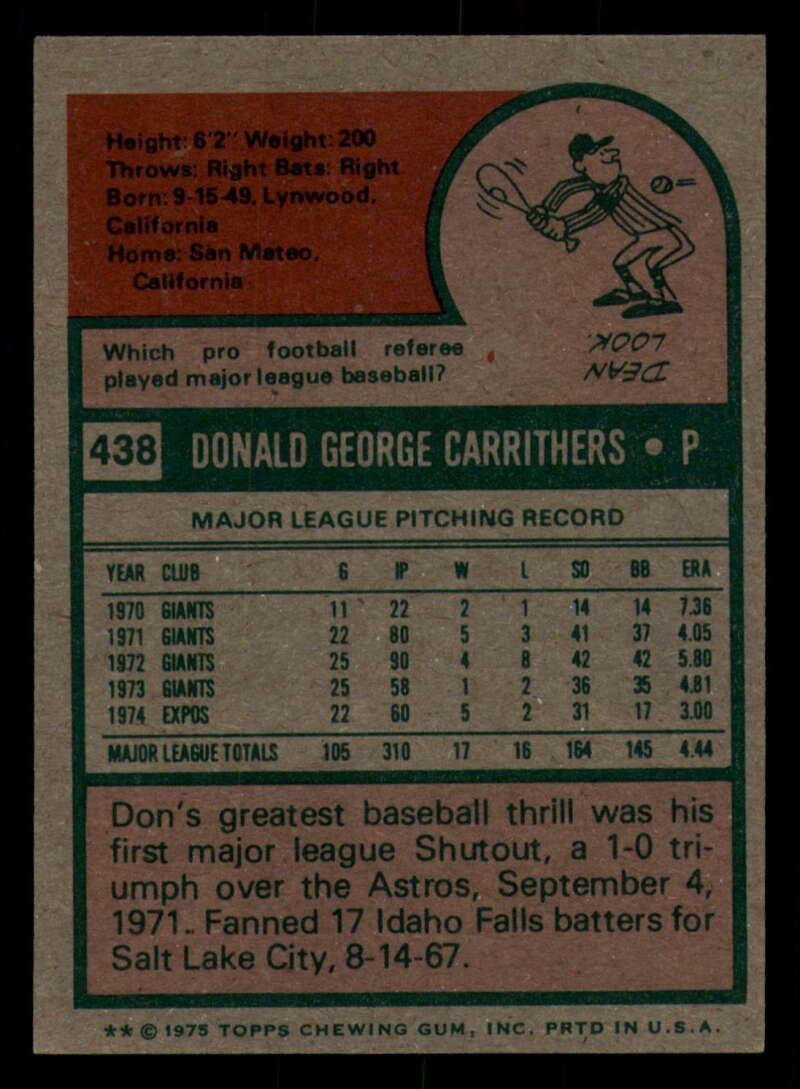 Height: 6'2" Weight: 200
Throws: Right Bats: Right
Born: 9-15-49, Lynwood,
California
Home: San Mateo,
California
Which pro football referee
played major league baseball?
DEAN
LOOK.
438 DONALD GEORGE CARRITHERS • P
MAJOR LEAGUE PITCHING RECORD
YEAR CLUB G IP W L SO BB ERA
1970 GIANTS 11 22 2 1 14 14 7.36
1971 GIANTS 22 80 5 3 41 37 4.05
1972 GIANTS 25 90 4 8 42 42 5.80
1973 GIANTS 25 58 1 2 36 35 4.81
1974 EXPOS 22 60 5 2 31 17 3.00
MAJOR LEAGUE TOTALS 105 310 17 16 164 145 4.44
Don's greatest baseball thrill was his
first major league Shutout, a 1-0 tri-
umph over the Astros, September 4,
1971. Fanned 17 Idaho Falls batters for
Salt Lake City, 8-14-67.
** © 1975 TOPPS CHEWING GUM, INC. PRTD IN U.S.A.